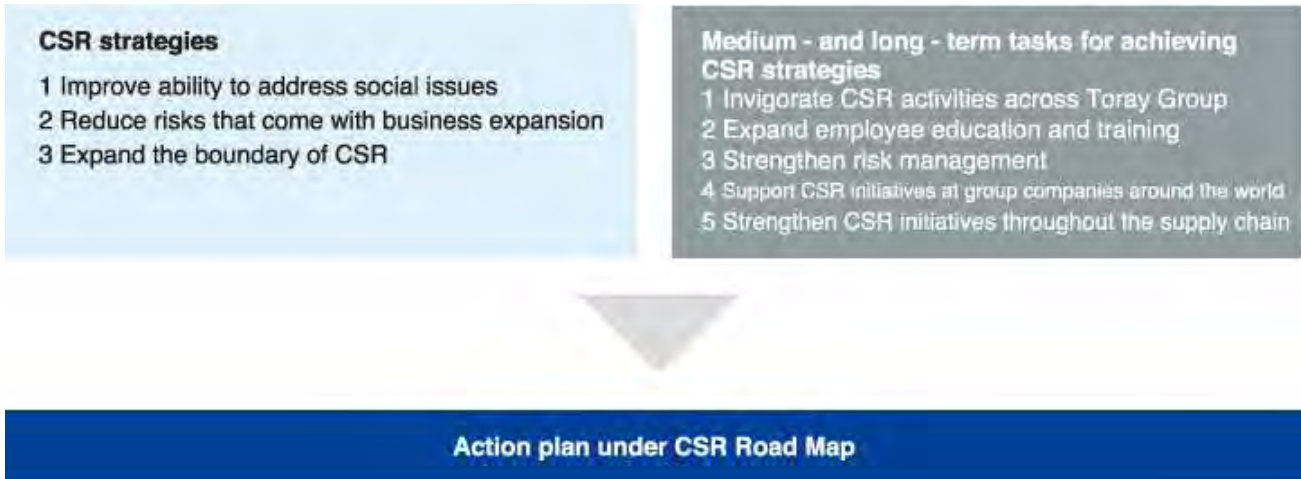 CSR strategies
1 Improve ability to address social issues
2 Reduce risks that come with business expansion
3 Expand the boundary of CSR
Medium - and long - term tasks for achieving
CSR strategies
1 Invigorate CSR activities across Toray Group
2 Expand employee education and training
3 Strengthen risk management
4 Support CSR initiatives at group companies around the world
5 Strengthen CSR initiatives throughout the supply chain
Action plan under CSR Road Map